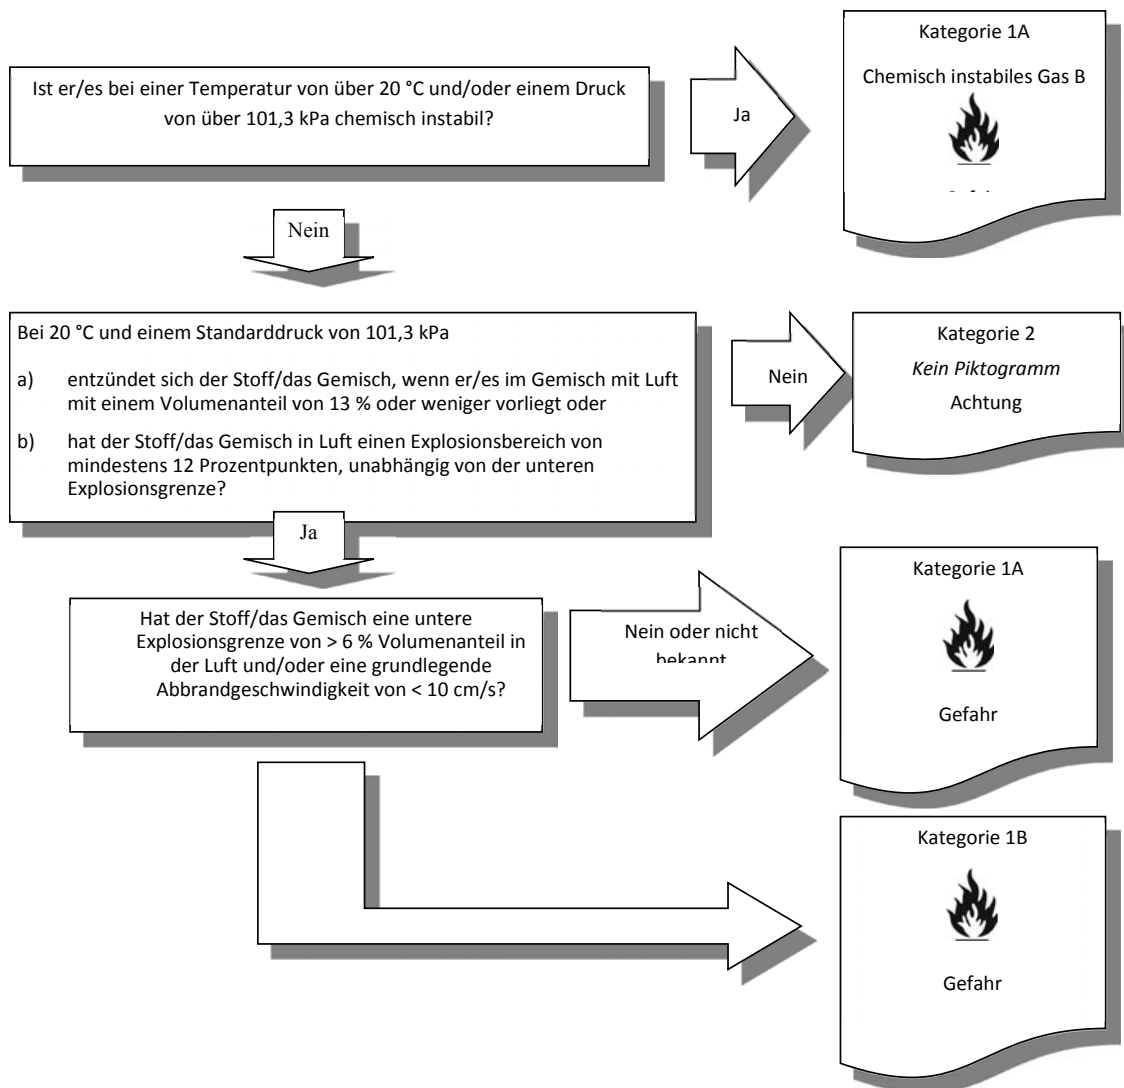 Kategorie 1A
Chemisch instabiles Gas B
Ist er/es bei einer Temperatur von über 20 °C und/oder einem Druck
von über 101,3 kPa chemisch instabil?
Ja
Nein
Bei 20 °C und einem Standarddruck von 101,3 kPa
a) entzündet sich der Stoff/das Gemisch, wenn er/es im Gemisch mit Luft
mit einem Volumenanteil von 13 % oder weniger vorliegt oder
b) hat der Stoff/das Gemisch in Luft einen Explosionsbereich von
mindestens 12 Prozentpunkten, unabhängig von der unteren
Explosionsgrenze?
Nein
Kategorie 2
Kein Piktogramm
Achtung
Ja
Hat der Stoff/das Gemisch eine untere
Explosionsgrenze von > 6 % Volumenanteil in
der Luft und/oder eine grundlegende
Abbrandgeschwindigkeit von < 10 cm/s?
Nein oder nicht
bekannt
Kategorie 1A
Gefahr
Kategorie 1B
Gefahr